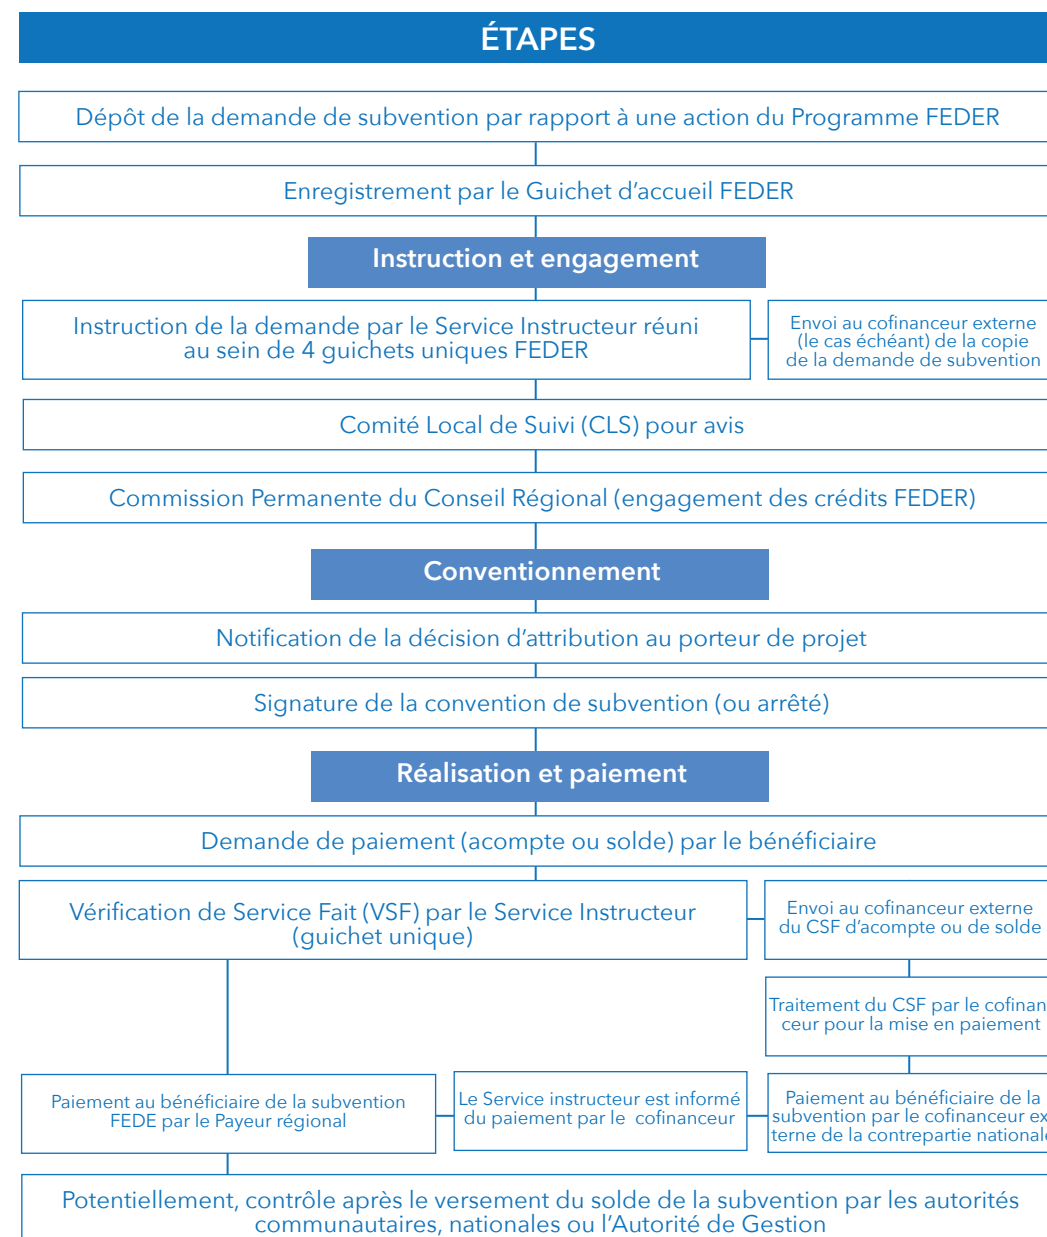 ÉTAPES
Dépôt de la demande de subvention par rapport à une action du Programme FEDER
Enregistrement par le Guichet d’accueil FEDER
Instruction et engagement
Instruction de la demande par le Service Instructeur réuni
au sein de 4 guichets uniques FEDER
Envoi au cofinanceur externe
(le cas échéant) de la copie
de la demande de subvention
Comité Local de Suivi (CLS) pour avis
Commission Permanente du Conseil Régional (engagement des crédits FEDER)
Conventionnement
Notification de la décision d’attribution au porteur de projet
Signature de la convention de subvention (ou arrêté)
Réalisation et paiement
Demande de paiement (acompte ou solde) par le bénéficiaire
Vérification de Service Fait (VSF) par le Service Instructeur
(guichet unique)
Envoi au cofinanceur externe
du CSF d’acompte ou de solde
Traitement du CSF par le cofinan
ceur pour la mise en paiement
Paiement au bénéficiaire de la subvention
FEDE par le Payeur régional
Le Service instructeur est informé
du paiement par le cofinanceur
Paiement au bénéficiaire de la
subvention par le cofinanceur ex
terne de la contrepartie nationale
Potentiellement, contrôle après le versement du solde de la subvention par les autorités
communautaires, nationales ou l’Autorité de Gestion